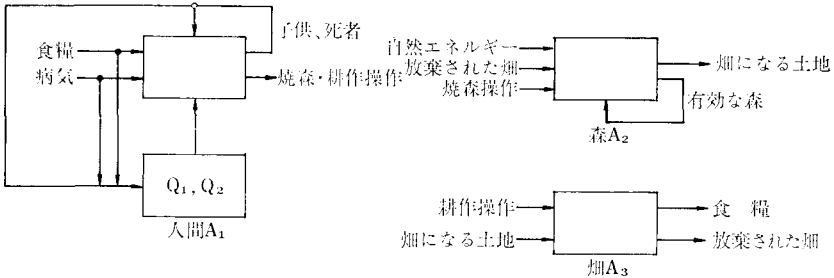 子供、死者
食糧
病気
焼森・耕作操作
Q₁, Q₂
人間A₁
自然エネルギー
放棄された畑
焼森操作
畑になる土地
有効な森
森A₂
耕作操作
畑になる土地
食 糧
放棄された畑
畑A₃